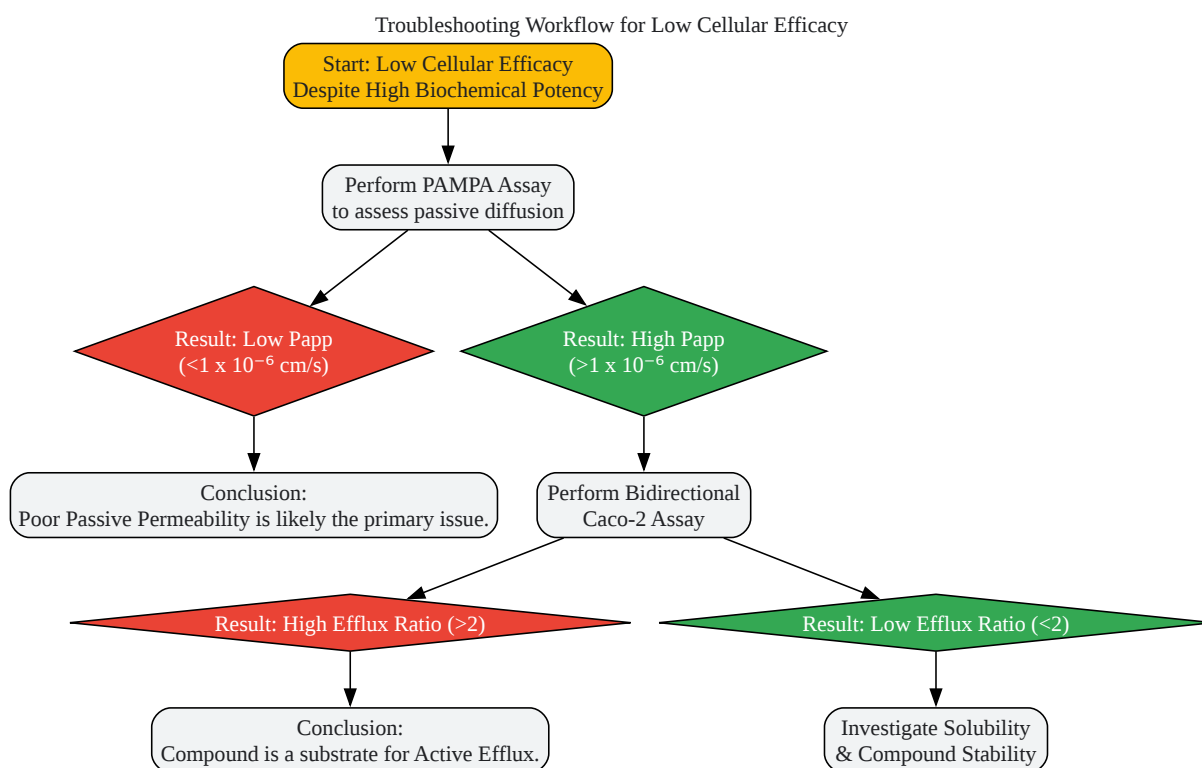 Troubleshooting Workflow for Low Cellular Efficacy
Start: Low Cellular Efficacy
Despite High Biochemical Potency
Perform PAMPA Assay
to assess passive diffusion
Result: Low Papp
(<1 x 10⁻⁶ cm/s)
Result: High Papp
(>1 x 10⁻⁶ cm/s)
Conclusion:
Poor Passive Permeability is likely the primary issue.
Perform Bidirectional
Caco-2 Assay
Result: High Efflux Ratio (>2)
Result: Low Efflux Ratio (<2)
Conclusion:
Compound is a substrate for Active Efflux.
Investigate Solubility
& Compound Stability